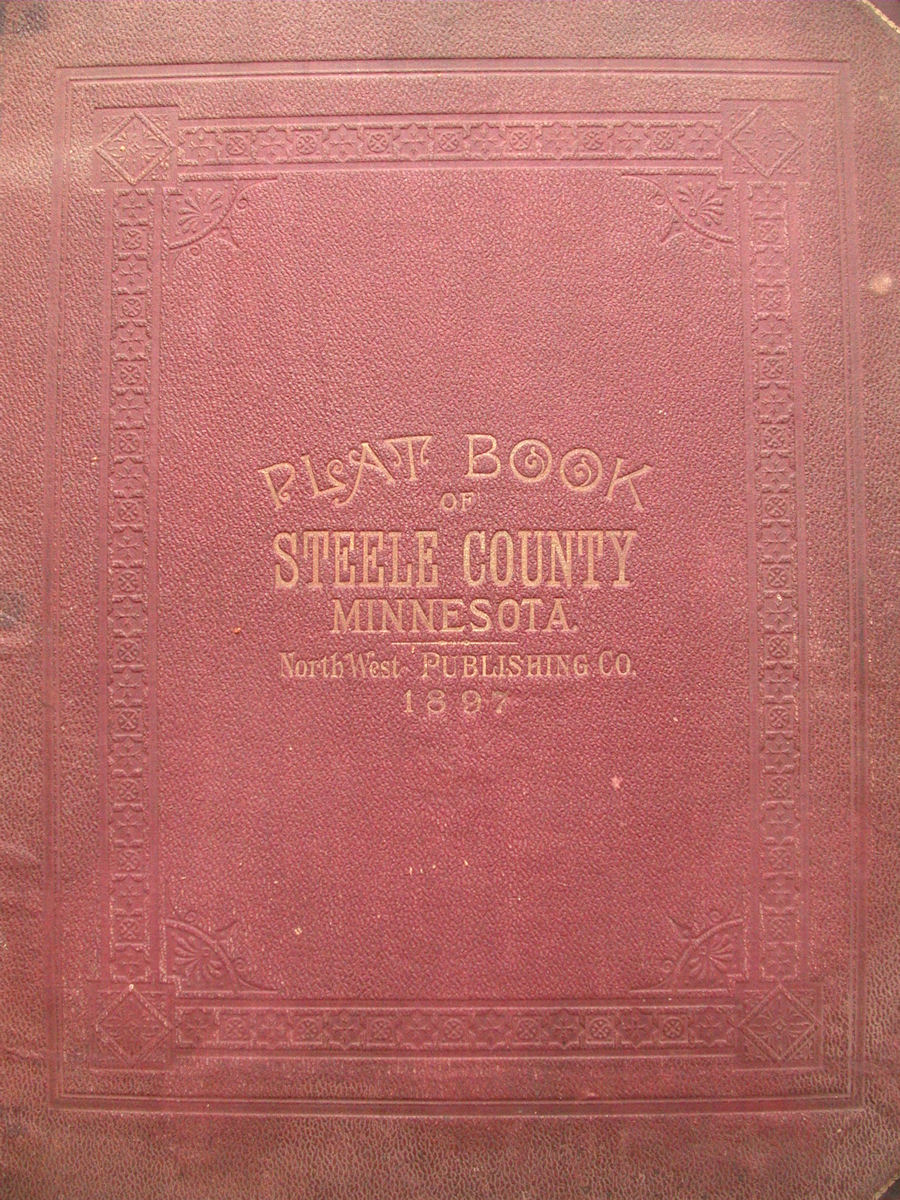 PLAT BOOK
OF
STEELE COUNTY
MINNESOTA.
North-West PUBLISHING CO.
1897